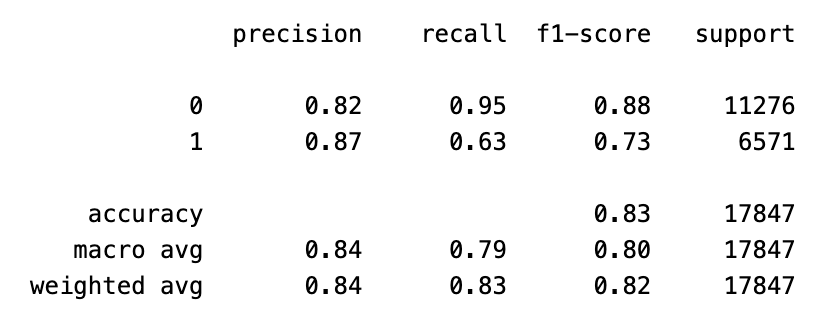 precision recall f1-score support
0 0.82 0.95 0.88 11276
1 0.87 0.63 0.73 6571
accuracy 0.83 17847
macro avg 0.84 0.79 0.80 17847
weighted avg 0.84 0.83 0.82 17847